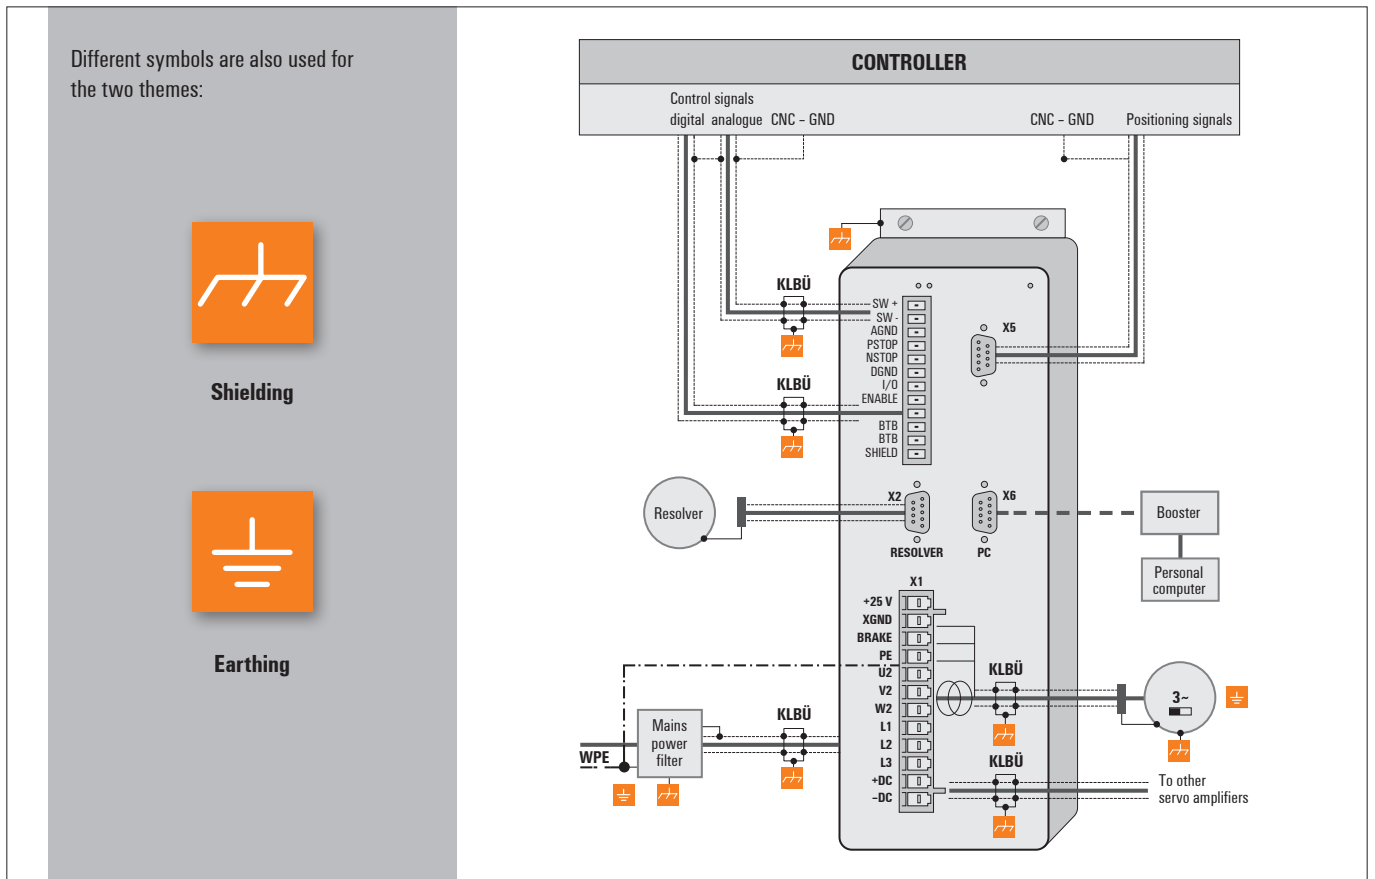 Different symbols are also used for
the two themes:
Shielding
Earthing
CONTROLLER
Control signals
digital analogue CNC – GND
CNC – GND Positioning signals
KLBÜ
SW +
SW -
AGND
PSTOP
NSTOP
DGND
I/O
ENABLE
BTB
BTB
SHIELD
X5
KLBÜ
Resolver
X2
RESOLVER
X6
PC
Booster
Personal
computer
X1
+25 V
XGND
BRAKE
PE
U2
V2
W2
L1
L2
L3
+DC
–DC
KLBÜ
3~
KLBÜ
Mains
power
filter
WPE
KLBÜ
To other
servo amplifiers